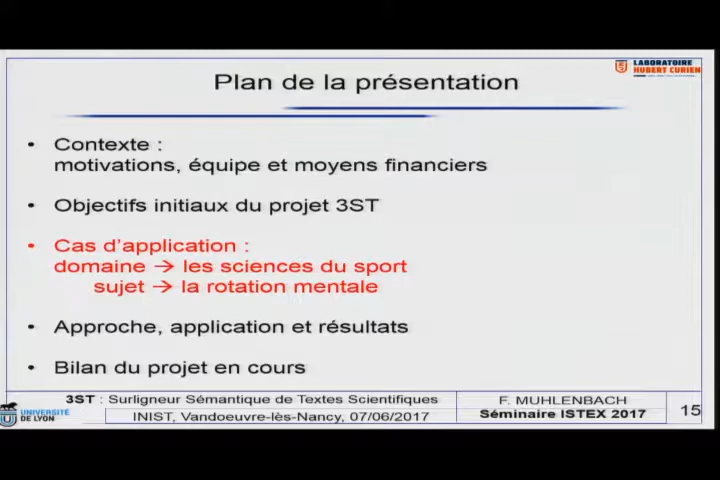 LABORATOIRE
HUBERT CURIEN
Plan de la présentation
• Contexte :
motivations, équipe et moyens financiers
• Objectifs initiaux du projet 3ST
• Cas d'application :
domaine → les sciences du sport
sujet → la rotation mentale
• Approche, application et résultats
• Bilan du projet en cours
3ST : Surligneur Sémantique de Textes Scientifiques
INIST, Vandoeuvre-lès-Nancy, 07/06/2017
F. MUHLENBACH
Séminaire ISTEX 2017
15
UNIVERSITÉ
DE LYON